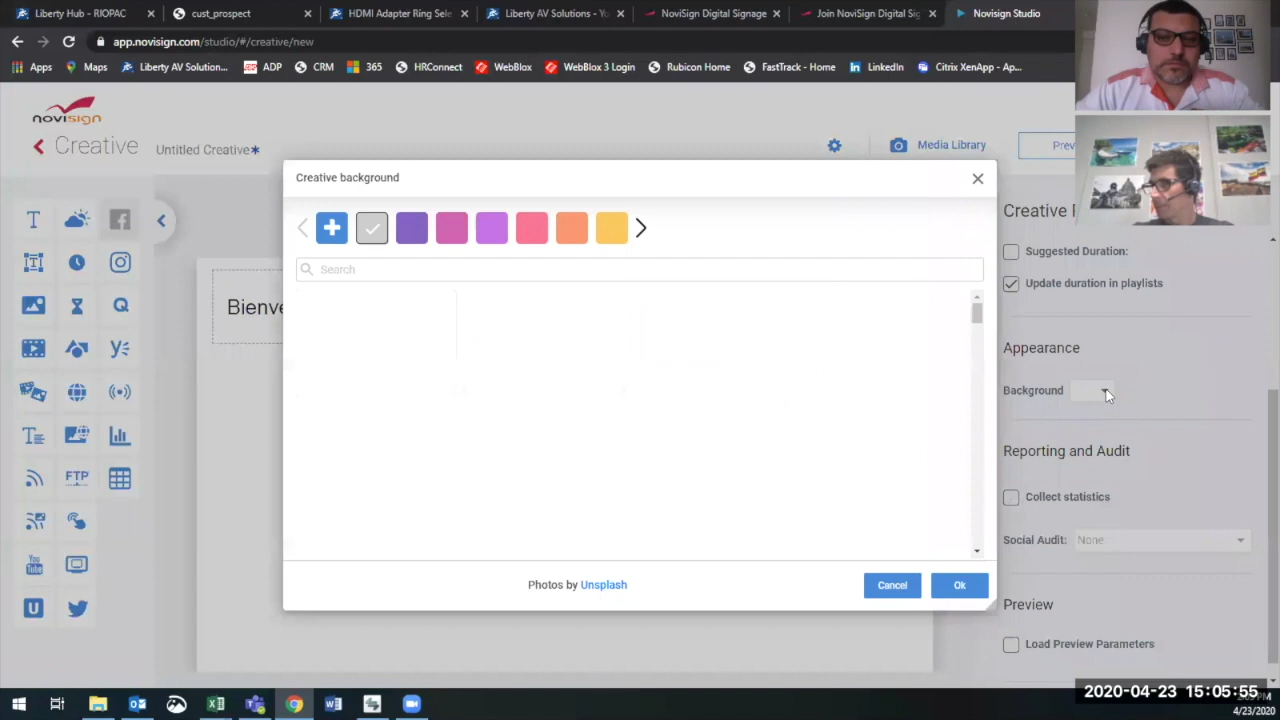 Liberty Hub - RIOPAC
cust_prospect
HDMI Adapter Ring Sele
Liberty AV Solutions - Yo
NoviSign Digital Signage
Join NoviSign Digital Sig
Novisign Studio
app.novisign.com/studio/#/creative/new
Apps
Maps
Liberty AV Solution...
ADP
CRM
365
HRConnect
WebBlox
WebBlox 3 Login
Rubicon Home
FastTrack - Home
LinkedIn
Citrix XenApp - Ap...
novisign
Creative
Untitled Creative*
Media Library
Prev
Creative background
Search
Photos by Unsplash
Cancel
Ok
Bienve
T
Q
FTP
You Tube
U
Creative P
Suggested Duration:
Update duration in playlists
Appearance
Background
Reporting and Audit
Collect statistics
Social Audit: None
Preview
Load Preview Parameters
2020-04-23 15:05:55
4/23/2020